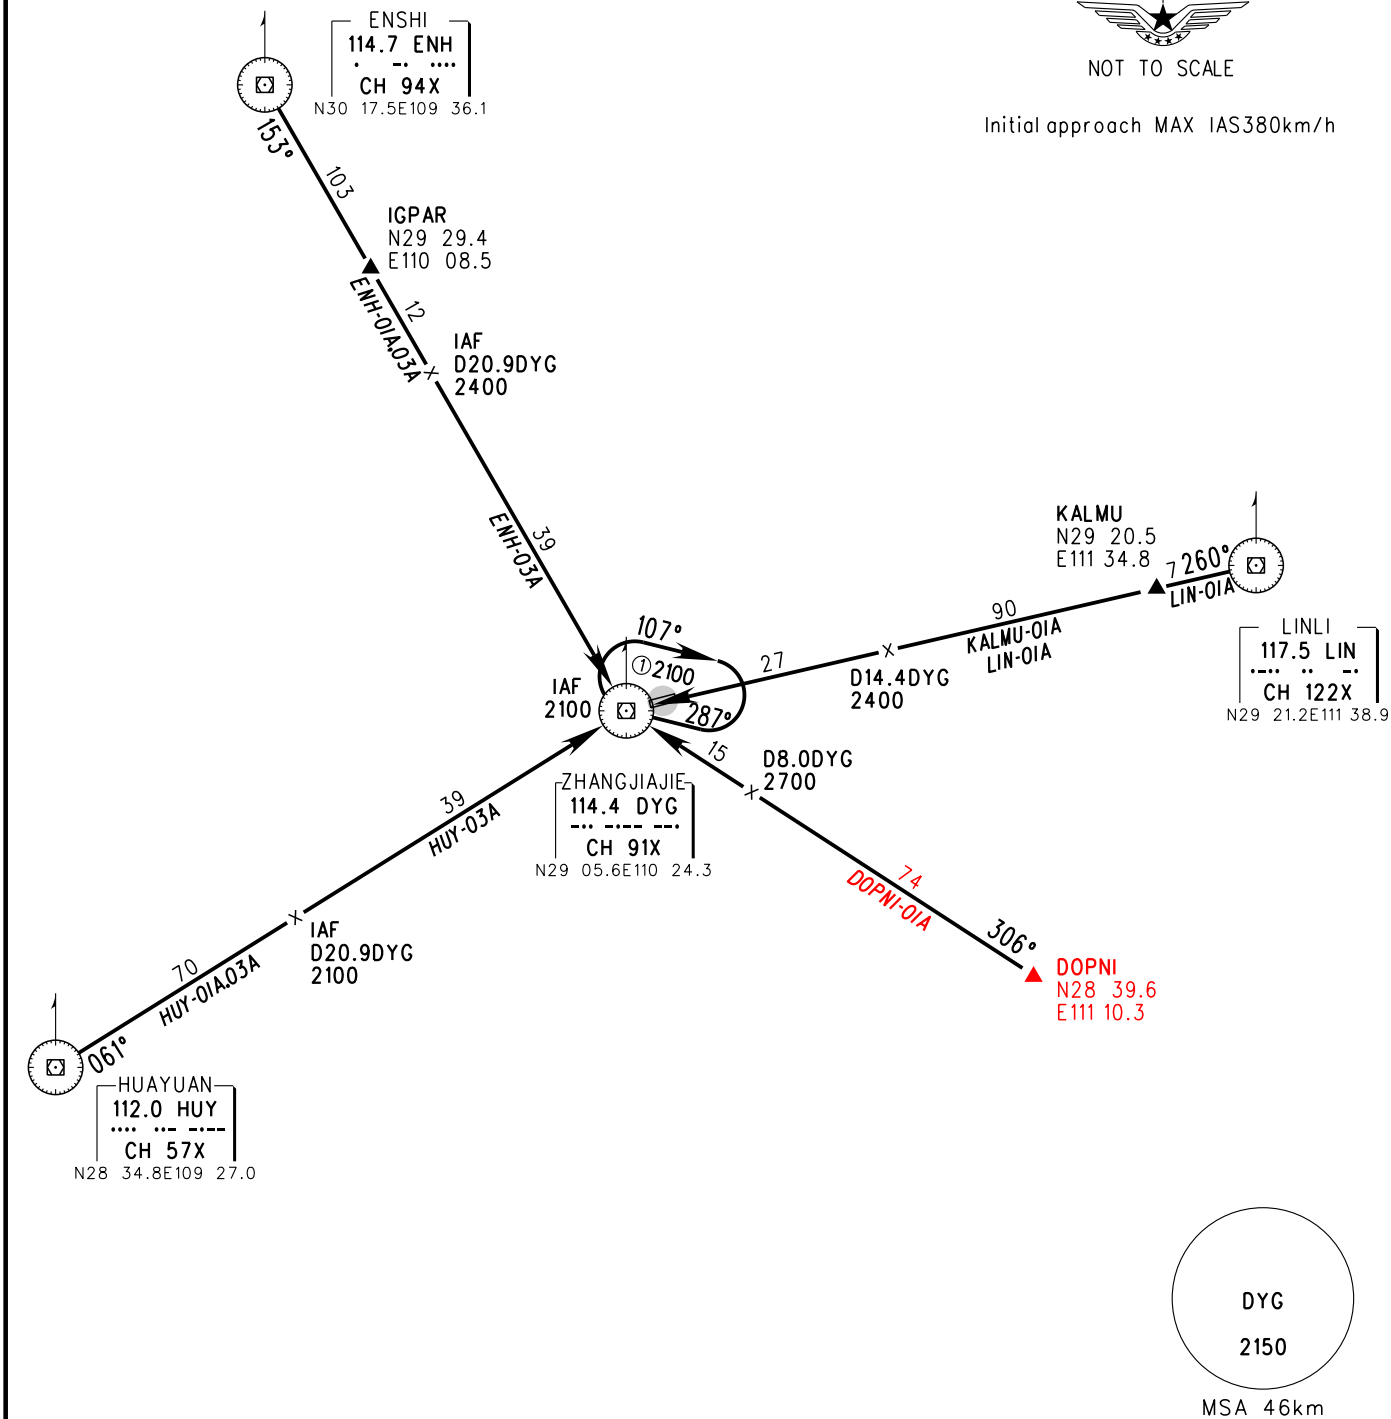 ENSHI
114.7 ENH
CH 94X
N30 17.5E109 36.1
NOT TO SCALE
Initial approach MAX IAS380km/h
153°
103
IGPAR
N29 29.4
E110 08.5
12
ENH-01A,03A
IAF
D20.9DYG
2400
39
ENH-03A
KALMU
N29 20.5
E111 34.8
7
260°
LIN-01A
90
KALMU-01A
LIN-01A
LINLI
117.5 LIN
CH 122X
N29 21.2E111 38.9
107°
①2100
27
D14.4DYG
2400
IAF
2100
287°
15
D8.0DYG
2700
ZHANGJIAJIE
114.4 DYG
CH 91X
N29 05.6E110 24.3
39
HUY-03A
74
DOPNI-01A
306°
DOPNI
N28 39.6
E111 10.3
IAF
D20.9DYG
2100
70
HUY-01A,03A
061°
HUAYUAN
112.0 HUY
CH 57X
N28 34.8E109 27.0
DYG
2150
MSA 46km